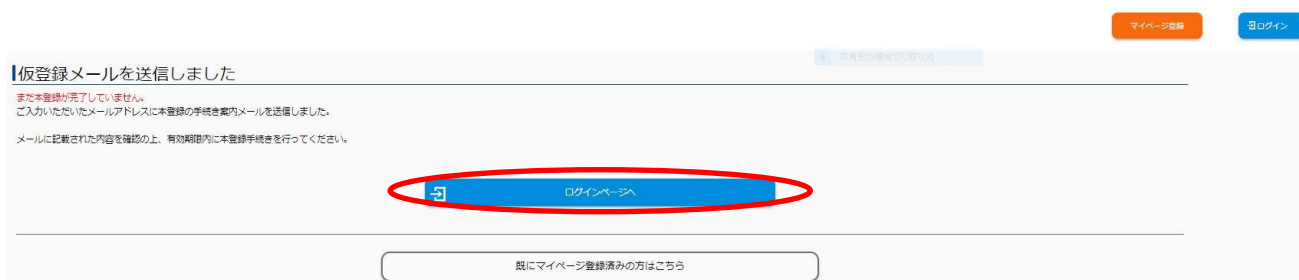 マイページ登録
ログイン
仮登録メールを送信しました
まだ本登録が完了していません。
ご入力いただいたメールアドレスに本登録の手続き案内メールを送信しました。
メールに記載された内容を確認の上、有効期限内に本登録手続きを行ってください。
ログインページへ
既にマイページ登録済みの方はこちら